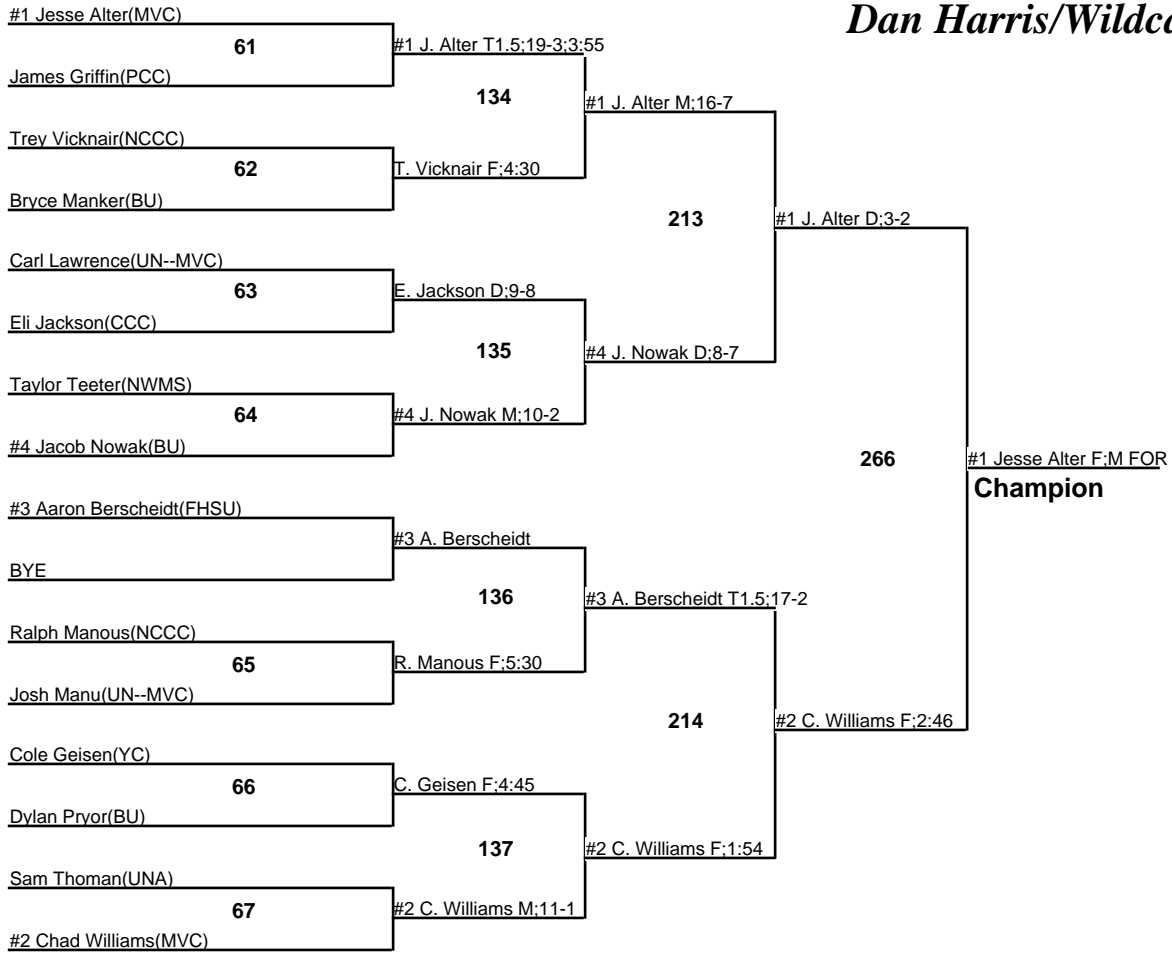 Dan Harris/Wildca
#1 Jesse Alter(MVC)
61
James Griffin(PCC)
Trey Vicknair(NCCC)
62
Bryce Manker(BU)
Carl Lawrence(UN--MVC)
63
Eli Jackson(CCC)
Taylor Teeter(NWMS)
64
#4 Jacob Nowak(BU)
#3 Aaron Berscheidt(FHSU)
BYE
Ralph Manous(NCCC)
65
Josh Manu(UN--MVC)
Cole Geisen(YC)
66
Dylan Pryor(BU)
Sam Thoman(UNA)
67
#2 Chad Williams(MVC)
#1 J. Alter T1.5;19-3;3:55
134
T. Vicknair F;4:30
E. Jackson D;9-8
135
#4 J. Nowak M;10-2
#3 A. Berscheidt
136
R. Manous F;5:30
C. Geisen F;4:45
137
#2 C. Williams M;11-1
#1 J. Alter M;16-7
213
#4 J. Nowak D;8-7
#3 A. Berscheidt T1.5;17-2
214
#2 C. Williams F;1:54
#1 J. Alter D;3-2
266
#2 C. Williams F;2:46
#1 Jesse Alter F;M FOR
Champion